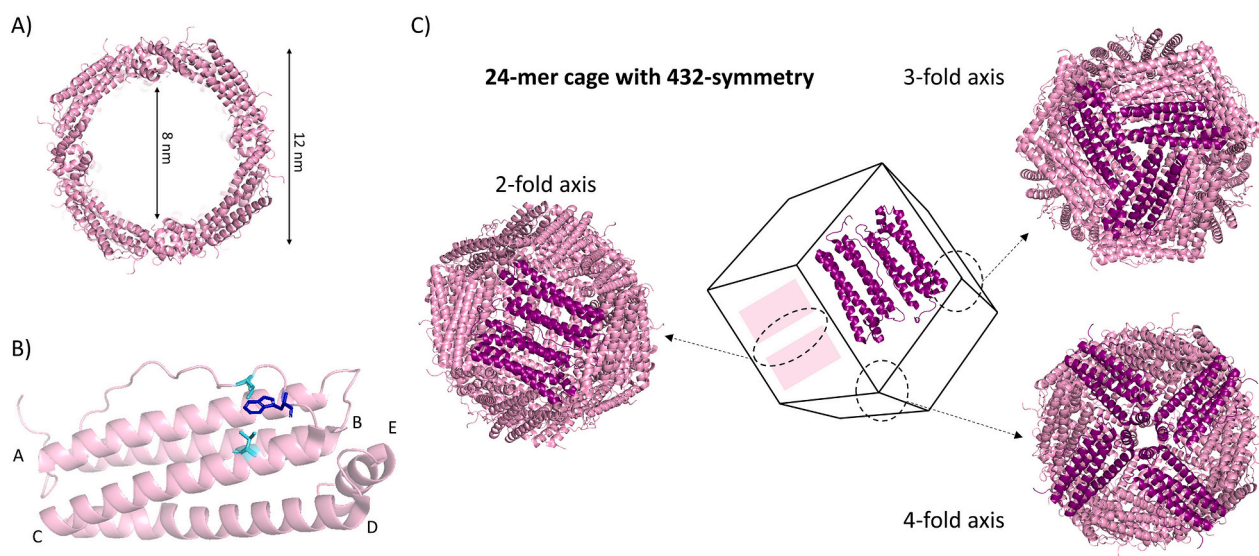 A)
8 nm
12 nm
B)
A
B
C
D
E
C)
24-mer cage with 432-symmetry
2-fold axis
3-fold axis
4-fold axis